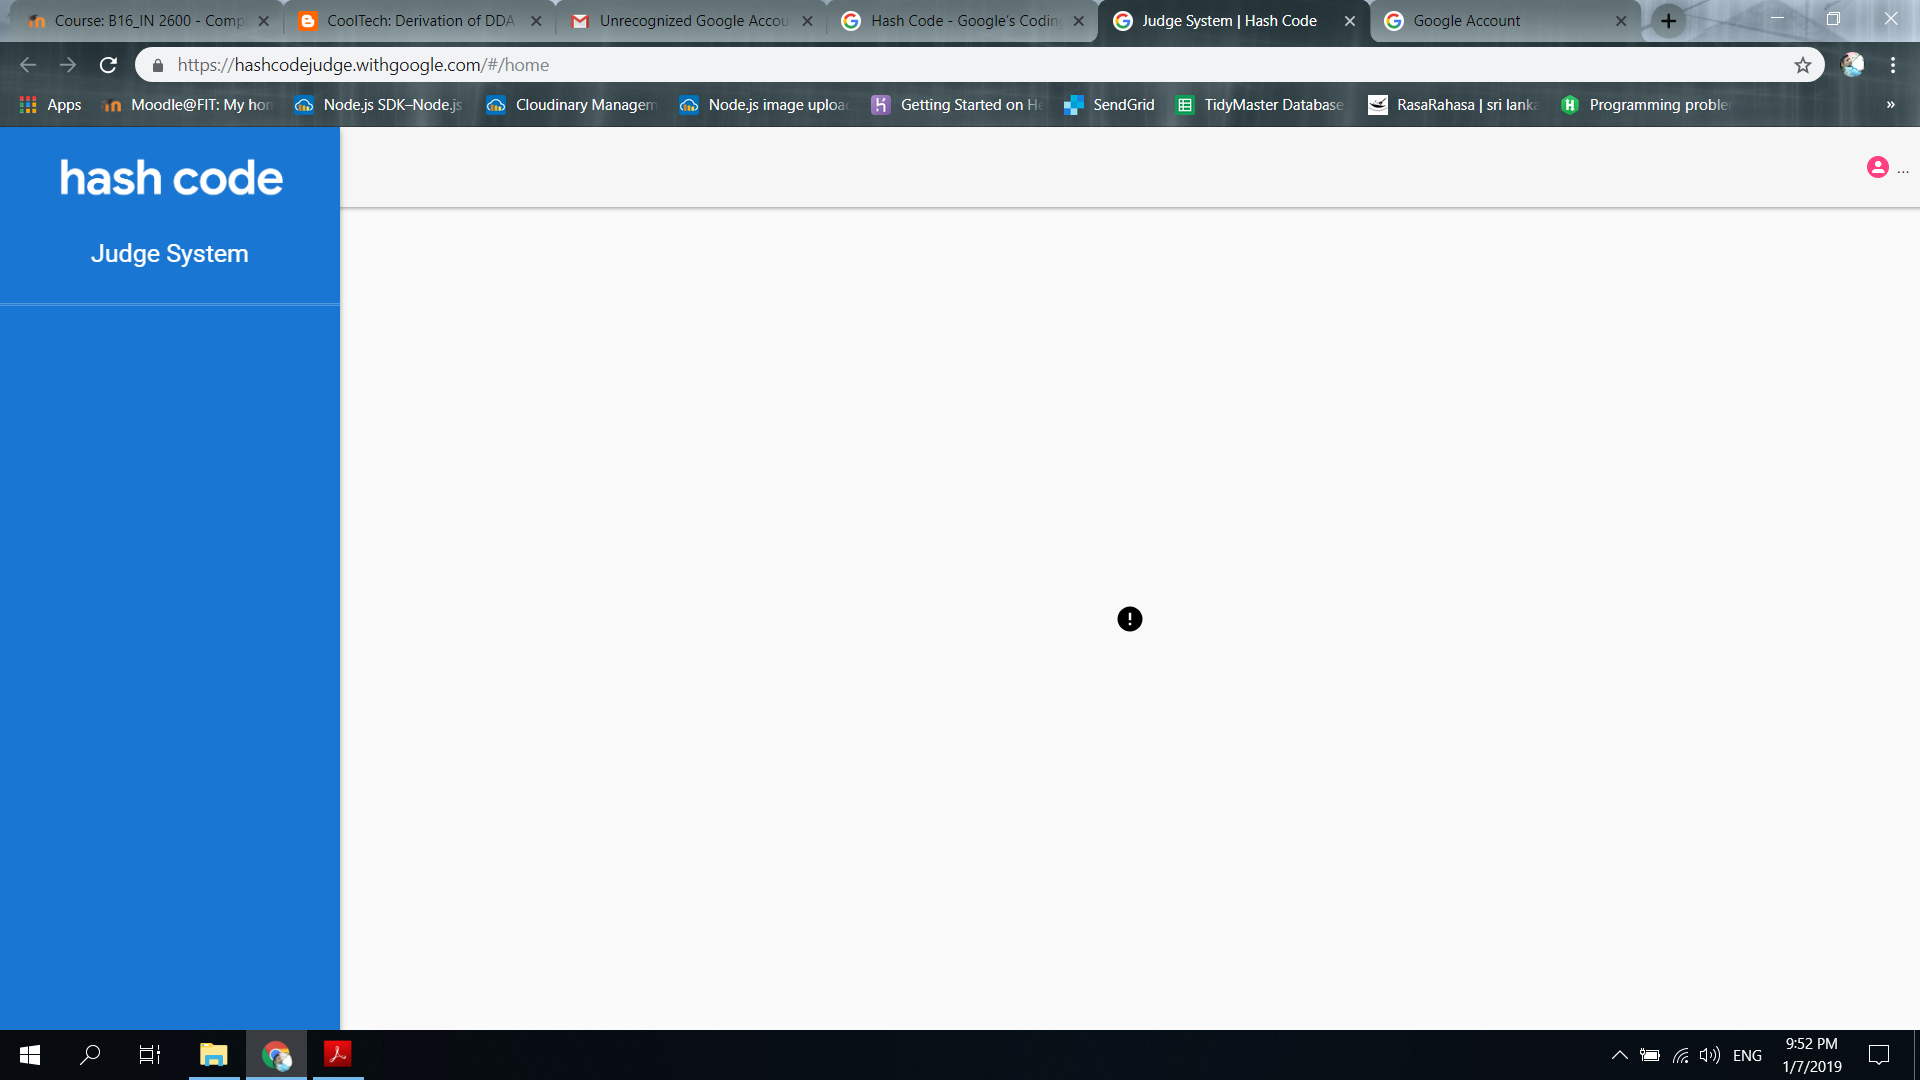 Course: B16_IN 2600 - Comp
CoolTech: Derivation of DDA
Unrecognized Google Accou
Hash Code - Google's Codin
Judge System | Hash Code
Google Account
https://hashcodejudge.withgoogle.com/#/home
Apps
Moodle@FIT: My hom
Node.js SDK–Node.js
Cloudinary Managem
Node.js image uploa
Getting Started on He
SendGrid
TidyMaster Database
RasaRahasa | sri lanka
Programming proble
»
hash code
...
Judge System
ENG
9:52 PM
1/7/2019